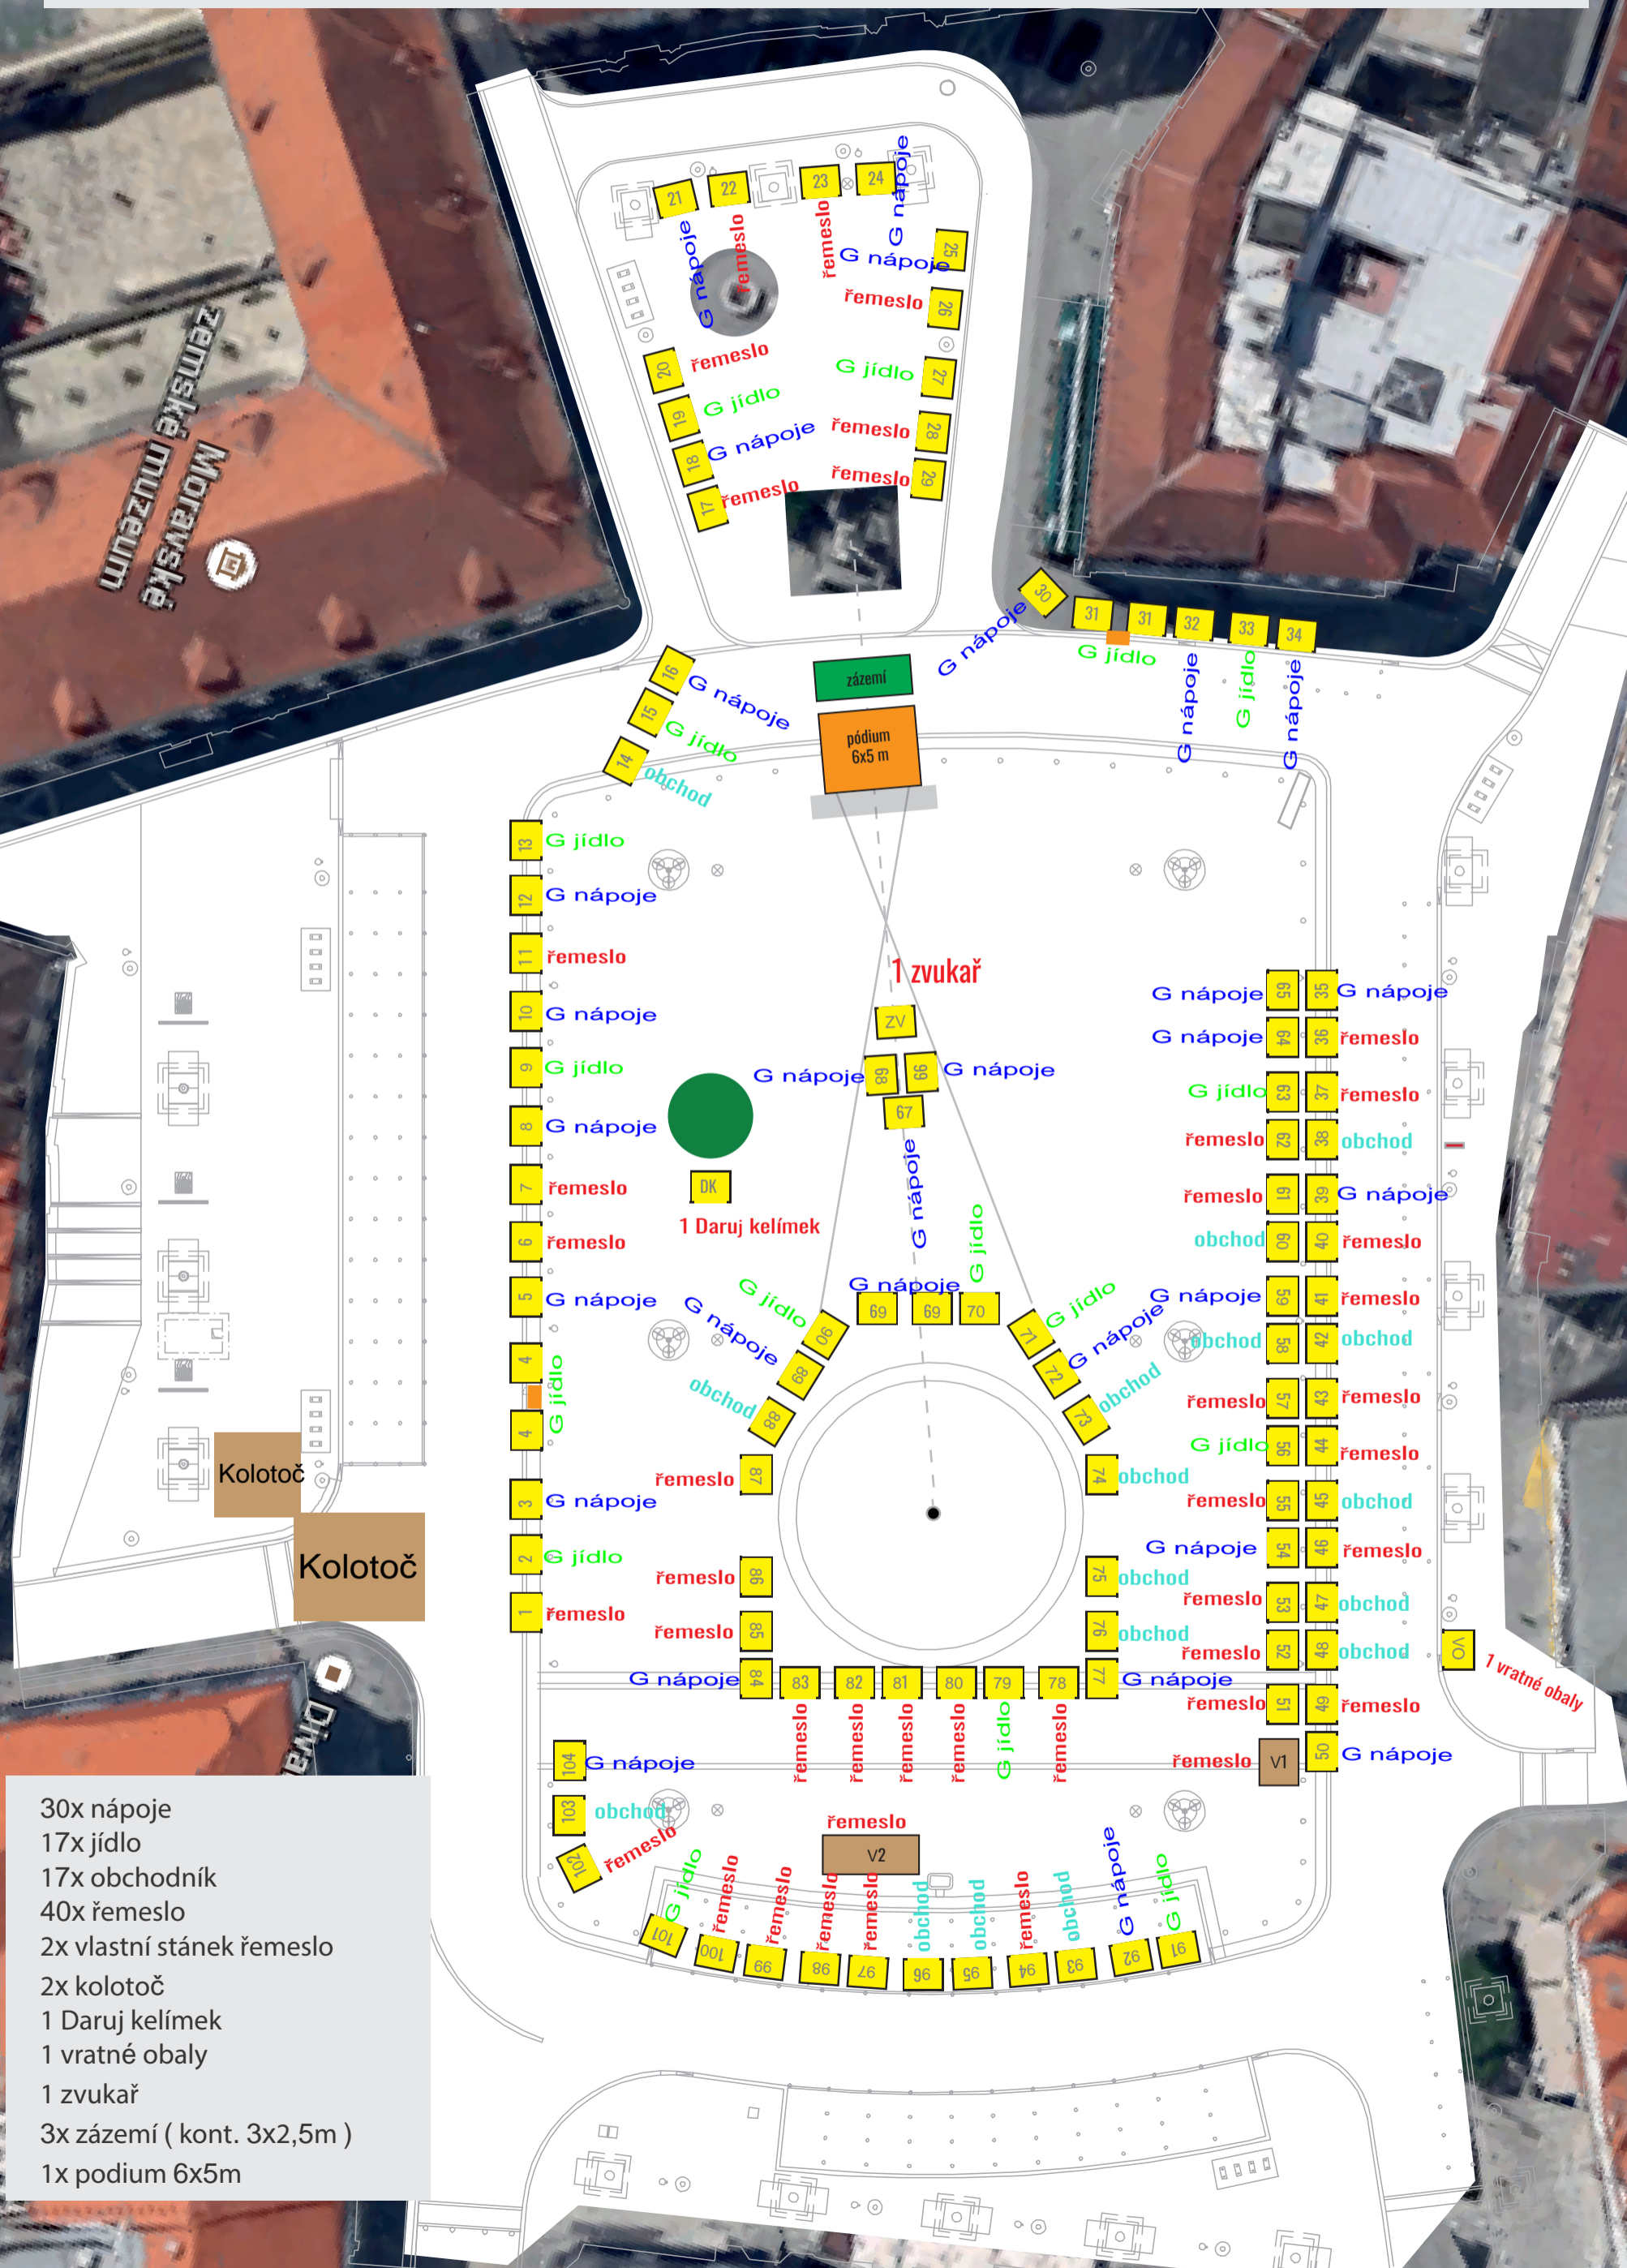 21
22
23
24
G nápoje
řemeslo
řemeslo
G nápoje
25
G nápoje
26
řemeslo
20
řemeslo
27
G jídlo
19
G jídlo
28
řemeslo
18
G nápoje
29
řemeslo
17
řemeslo
Moravské
zemské muzeum
30
G nápoje
31
31
32
33
34
G jídlo
G nápoje
G jídlo
G nápoje
16
G nápoje
15
G jídlo
14
obchod
zázemí
pódium
6x5 m
13
G jídlo
12
G nápoje
11
řemeslo
10
G nápoje
9
G jídlo
8
G nápoje
7
řemeslo
6
řemeslo
5
G nápoje
4
G jídlo
4
3
G nápoje
2
G jídlo
1
řemeslo
Kolotoč
Kolotoč
1 zvukař
ZV
G nápoje
68
66
G nápoje
67
G nápoje
DK
1 Daruj kelímek
G nápoje
69
69
70
G jídlo
G jídlo
90
G nápoje
89
obchod
88
71
G jídlo
72
G nápoje
73
obchod
řemeslo
87
74
obchod
řemeslo
86
75
obchod
řemeslo
85
76
obchod
G nápoje
84
83
82
81
80
79
78
77
G nápoje
řemeslo
řemeslo
řemeslo
řemeslo
G jídlo
řemeslo
G nápoje
65
35
G nápoje
G nápoje
64
36
řemeslo
G jídlo
63
37
řemeslo
řemeslo
62
38
obchod
řemeslo
61
39
G nápoje
obchod
60
40
řemeslo
G nápoje
59
41
řemeslo
obchod
58
42
obchod
řemeslo
57
43
řemeslo
G jídlo
56
44
řemeslo
řemeslo
55
45
obchod
G nápoje
54
46
řemeslo
řemeslo
53
47
obchod
řemeslo
52
48
obchod
řemeslo
51
49
řemeslo
řemeslo
V1
50
G nápoje
VO
1 vratné obaly
104
G nápoje
103
obchod
102
řemeslo
řemeslo
V2
G jídlo
řemeslo
řemeslo
řemeslo
řemeslo
obchod
obchod
řemeslo
obchod
G nápoje
G jídlo
101
100
99
98
97
96
95
94
93
92
91
30x nápoje
17x jídlo
17x obchodník
40x řemeslo
2x vlastní stánek řemeslo
2x kolotoč
1 Daruj kelímek
1 vratné obaly
1 zvukař
3x zázemí ( kont. 3x2,5m )
1x podium 6x5m